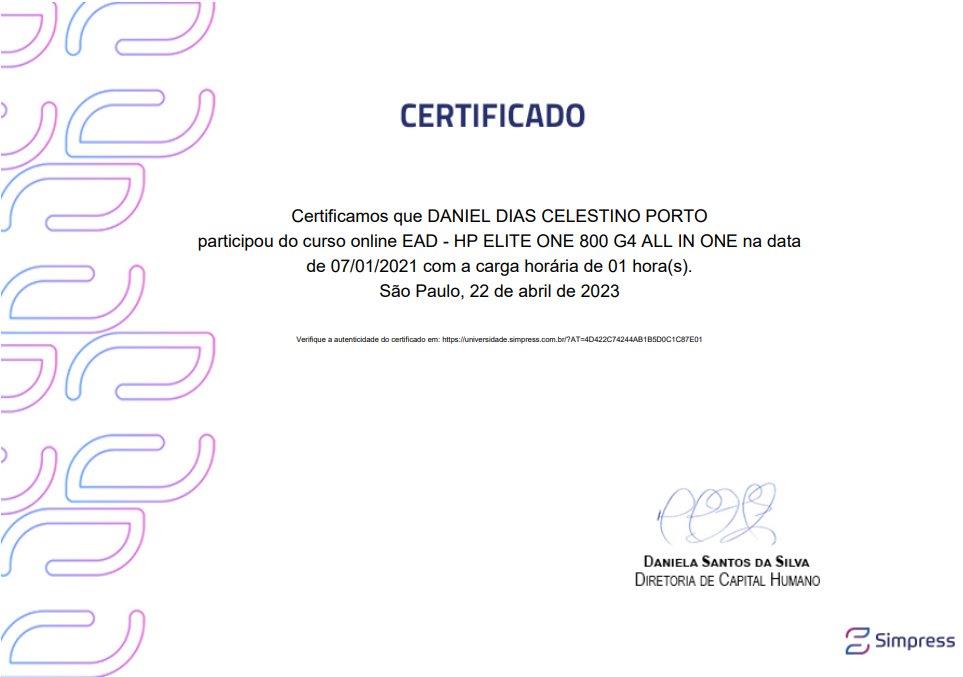 CERTIFICADO
Certificamos que DANIEL DIAS CELESTINO PORTO
participou do curso online EAD - HP ELITE ONE 800 G4 ALL IN ONE na data
de 07/01/2021 com a carga horária de 01 hora(s).
São Paulo, 22 de abril de 2023
Verifique a autenticidade do certificado em: https://universidade.simpress.com.br/?AT=4D422C74244AB1B5D0C1C87E01
DANIELA SANTOS DA SILVA
DIRETORIA DE CAPITAL HUMANO
Simpress